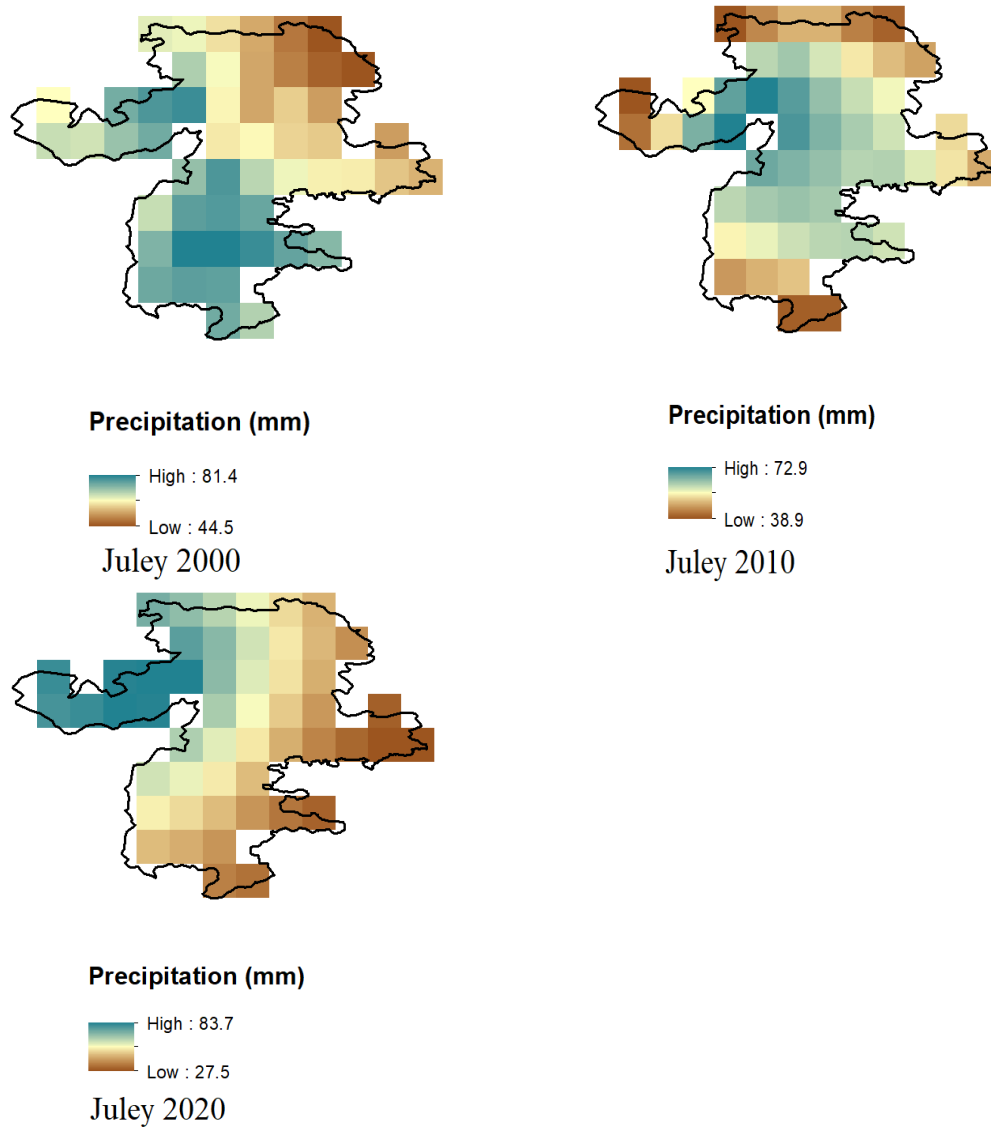 Precipitation (mm)
High : 81.4
Low : 44.5
Juley 2000
Precipitation (mm)
High : 72.9
Low : 38.9
Juley 2010
Precipitation (mm)
High : 83.7
Low : 27.5
Juley 2020